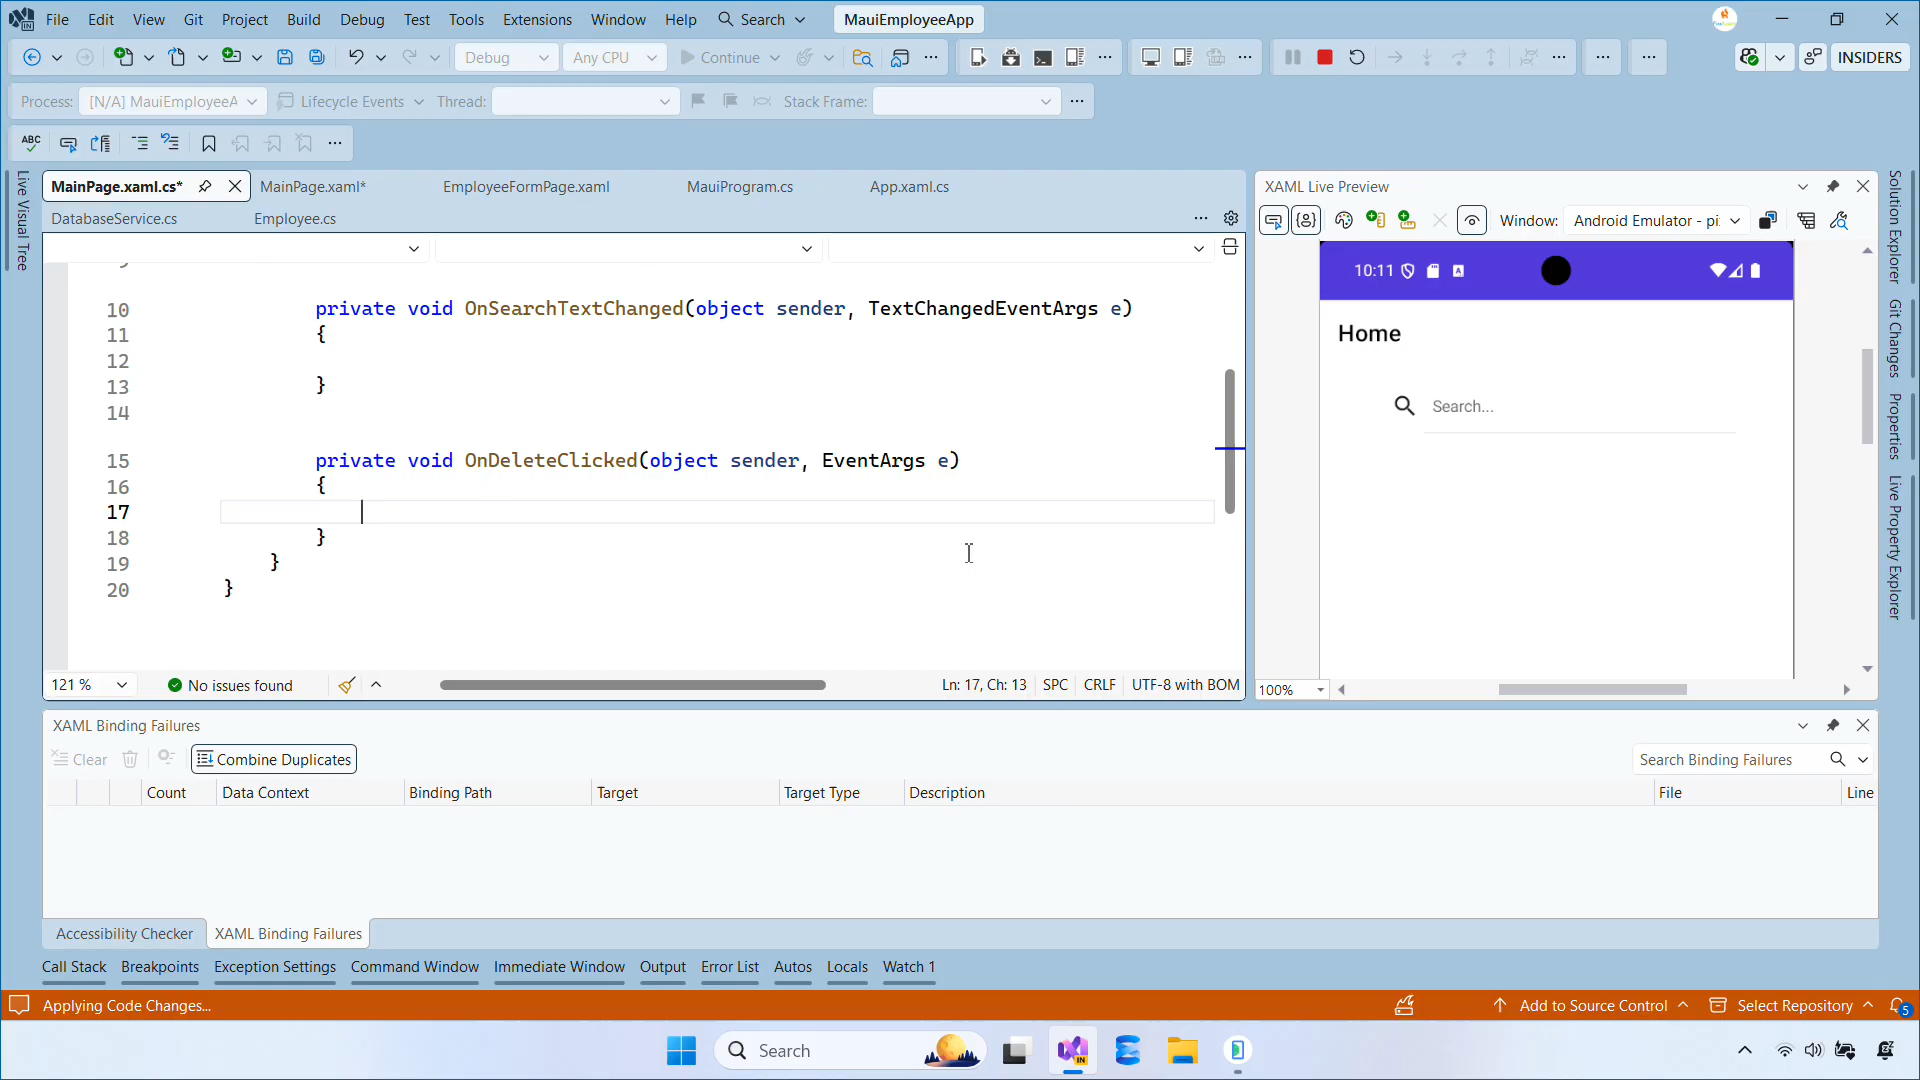 File Edit View Git Project Build Debug Test Tools Extensions Window Help Search MauiEmployeeApp
Debug Any CPU Continue INSIDERS
Process: [N/A] MauiEmployeeA Lifecycle Events Thread: Stack Frame:
ABC
MainPage.xaml.cs* MainPage.xaml* EmployeeFormPage.xaml MauiProgram.cs App.xaml.cs
DatabaseService.cs Employee.cs
Live Visual Tree
10 private void OnSearchTextChanged(object sender, TextChangedEventArgs e)
11 {
12
13 }
14
15 private void OnDeleteClicked(object sender, EventArgs e)
16 {
17
18 }
19 }
20 }
121 % No issues found Ln: 17, Ch: 13 SPC CRLF UTF-8 with BOM
XAML Live Preview
Window: Android Emulator - pi
10:11
Home
Search...
100%
Solution Explorer
Git Changes
Properties
Live Property Explorer
XAML Binding Failures
Clear Combine Duplicates Search Binding Failures
Count Data Context Binding Path Target Target Type Description File Line
Accessibility Checker XAML Binding Failures
Call Stack Breakpoints Exception Settings Command Window Immediate Window Output Error List Autos Locals Watch 1
Applying Code Changes... Add to Source Control Select Repository 5
Search